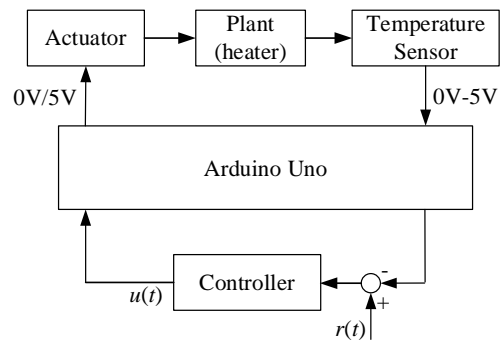 Actuator
Plant
(heater)
Temperature
Sensor
0V/5V
0V-5V
Arduino Uno
Controller
u(t)
-
+
r(t)